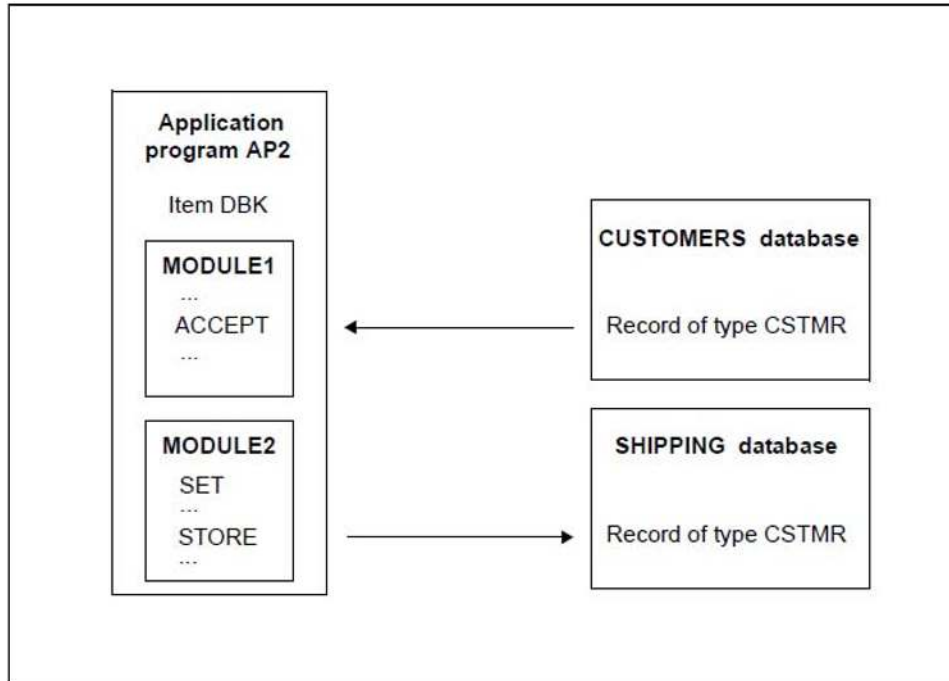 Application
program AP2
Item DBK
MODULE1
...
ACCEPT
...
MODULE2
SET
...
STORE
...
CUSTOMERS database
Record of type CSTMR
SHIPPING database
Record of type CSTMR